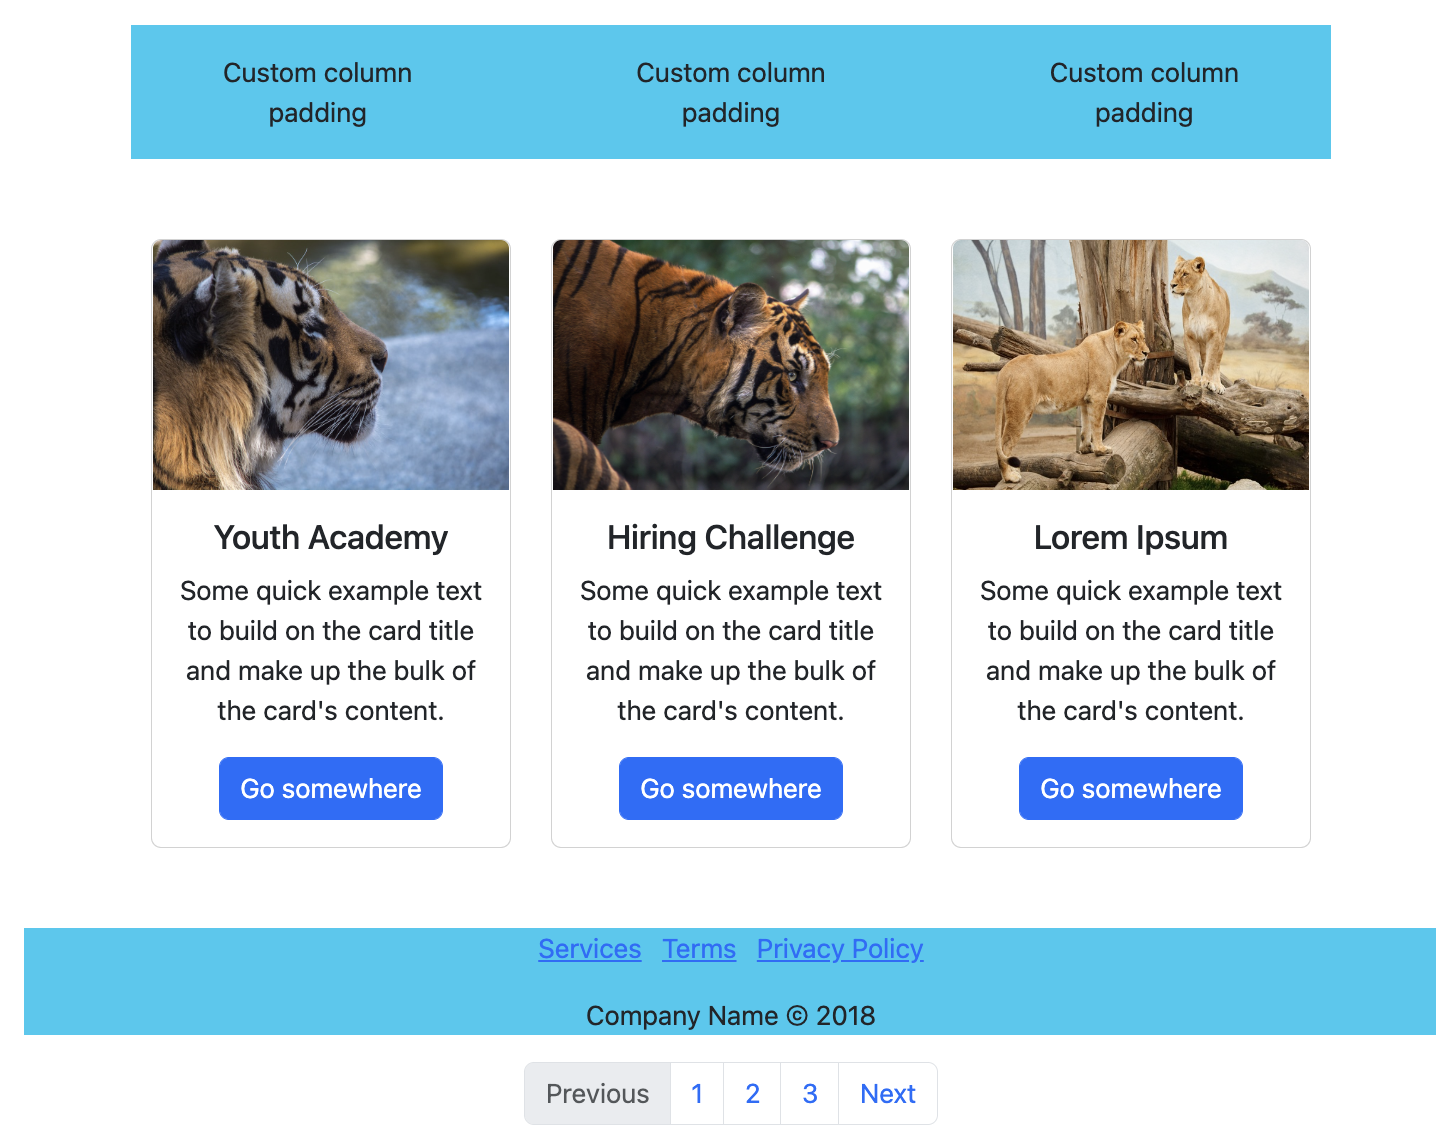 Custom column
padding
Custom column
padding
Custom column
padding
Youth Academy
Some quick example text
to build on the card title
and make up the bulk of
the card's content.
Go somewhere
Hiring Challenge
Some quick example text
to build on the card title
and make up the bulk of
the card's content.
Go somewhere
Lorem Ipsum
Some quick example text
to build on the card title
and make up the bulk of
the card's content.
Go somewhere
Services Terms Privacy Policy
Company Name © 2018
Previous 1 2 3 Next